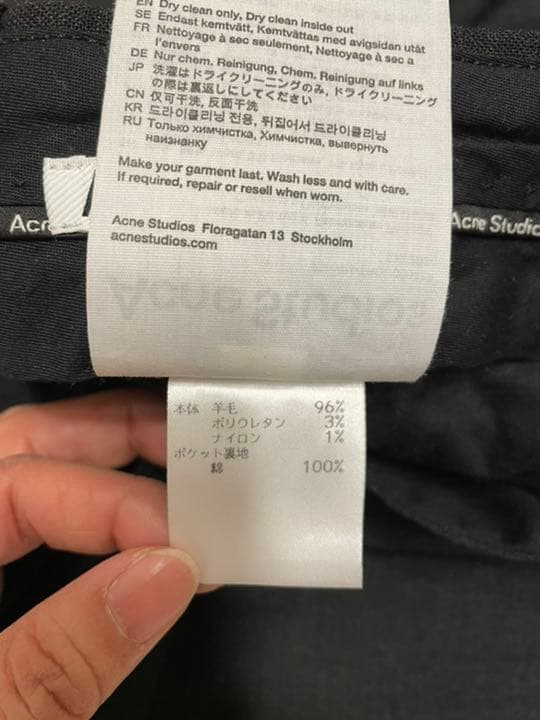 EN Dry clean only, Dry clean inside out
SE Endast kemtvätt, Kemtvättas med avigsidan utåt
FR Nettoyage à sec seulement, Nettoyage à sec a
l'envers
DE Nur chem. Reinigung, Chem. Reinigung auf links
JP 洗濯はドライクリーニングのみ, ドライクリーニング
の際は裏返しにしてください
CN 仅可干洗, 反面干洗
KR 드라이클리닝 전용, 뒤집어서 드라이클리닝
RU Только химчистка, Химчистка, вывернуть
наизнанку
Make your garment last. Wash less and with care.
If required, repair or resell when worn.
Acne Studios Floragatan 13 Stockholm
acnestudios.com
Acne Studios
Acn
Acne Studio
本体 羊毛 96%
ポリウレタン 3%
ナイロン 1%
ポケット裏地
綿 100%